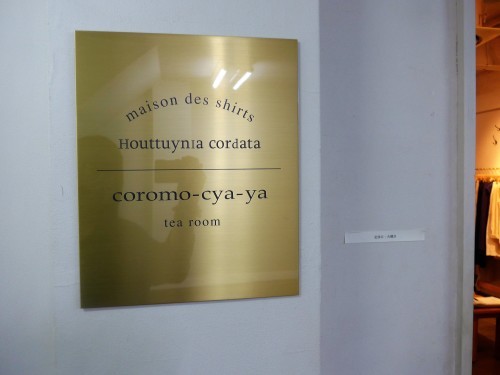 maison des shirts
Houttuynia cordata
coromo-cya-ya
tea room